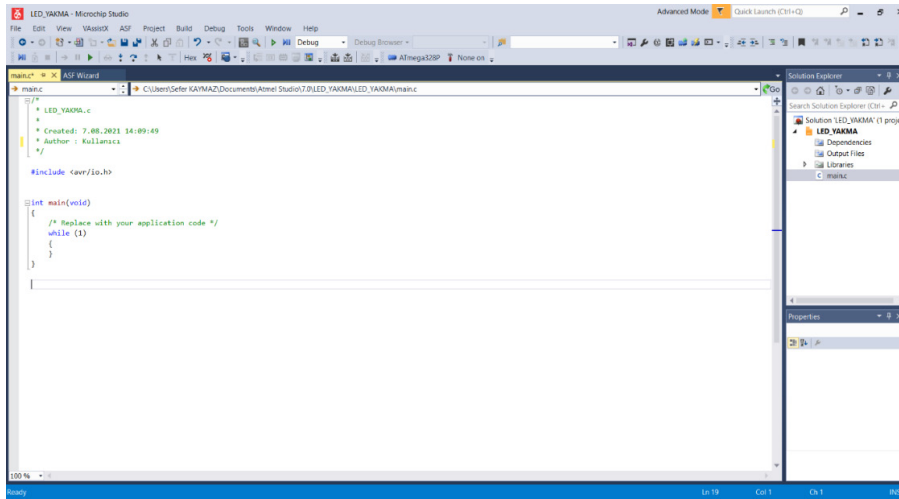 LED_YAKMA - Microchip Studio
Advanced Mode
Quick Launch (Ctrl+Q)
File Edit View VAssistX ASF Project Build Debug Tools Window Help
Debug
Debug Browser
Hex
ATmega328P
None on
main.c*
ASF Wizard
main.c
C:\Users\Sefer KAYMAZ\Documents\Atmel Studio\7.0\LED_YAKMA\LED_YAKMA\main.c
Go
/*
* LED_YAKMA.c
*
* Created: 7.08.2021 14:09:49
* Author : Kullanıcı
*/
#include <avr/io.h>
int main(void)
{
/* Replace with your application code */
while (1)
{
}
}
Solution Explorer
Search Solution Explorer (Ctrl+
Solution 'LED_YAKMA' (1 proje
LED_YAKMA
Dependencies
Output Files
Libraries
main.c
Properties
100 %
Ready
Ln 19
Col 1
Ch 1
INS